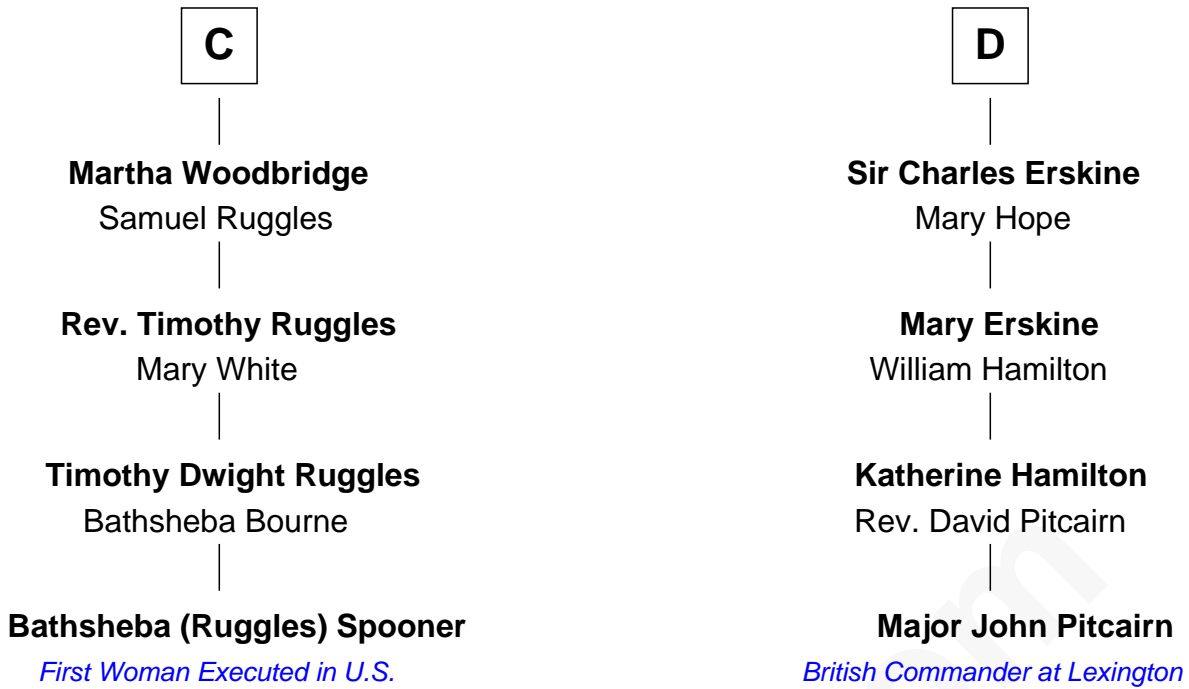 C
Martha Woodbridge
Samuel Ruggles
Rev. Timothy Ruggles
Mary White
Timothy Dwight Ruggles
Bathsheba Bourne
Bathsheba (Ruggles) Spooner
First Woman Executed in U.S.
D
Sir Charles Erskine
Mary Hope
Mary Erskine
William Hamilton
Katherine Hamilton
Rev. David Pitcairn
Major John Pitcairn
British Commander at Lexington